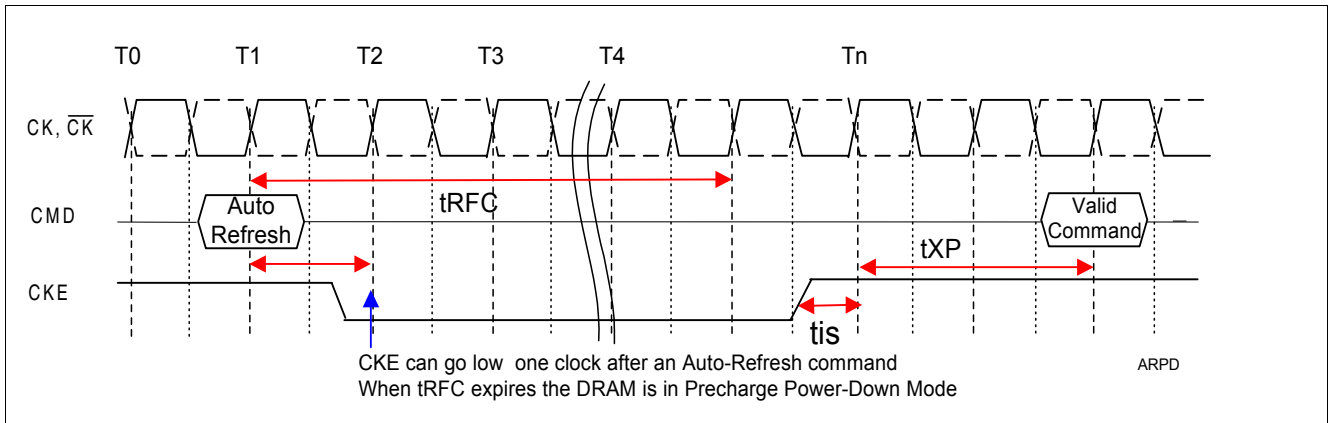 T0 T1 T2 T3 T4 Tn
CK, C̅K̅
CMD
Auto
Refresh
tRFC
Valid
Command
tXP
CKE
tis
CKE can go low one clock after an Auto-Refresh command
When tRFC expires the DRAM is in Precharge Power-Down Mode
ARPD